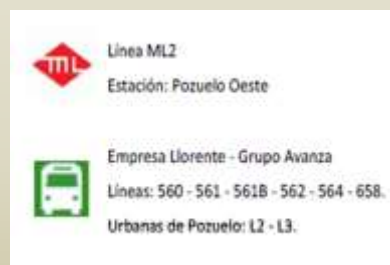 ML
Línea ML2
Estación: Pozuelo Oeste
Empresa Llorente - Grupo Avanza
Líneas: 560 - 561 - 561B - 562 - 564 - 658.
Urbanas de Pozuelo: L2 - L3.